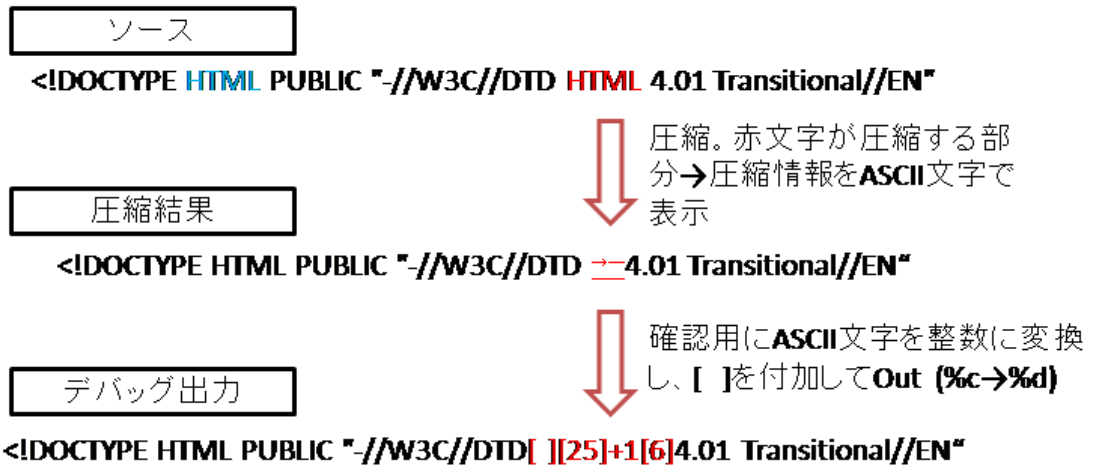 ソース
<!DOCTYPE HTML PUBLIC "-//W3C//DTD HTML 4.01 Transitional//EN"
圧縮。赤文字が圧縮する部
分→圧縮情報をASCII文字で
表示
圧縮結果
<!DOCTYPE HTML PUBLIC "-//W3C//DTD →—4.01 Transitional//EN“
確認用にASCII文字を整数に変換
し、[ ]を付加してOut (%c→%d)
デバッグ出力
<!DOCTYPE HTML PUBLIC "-//W3C//DTD[ ][25]+1[6]4.01 Transitional//EN“